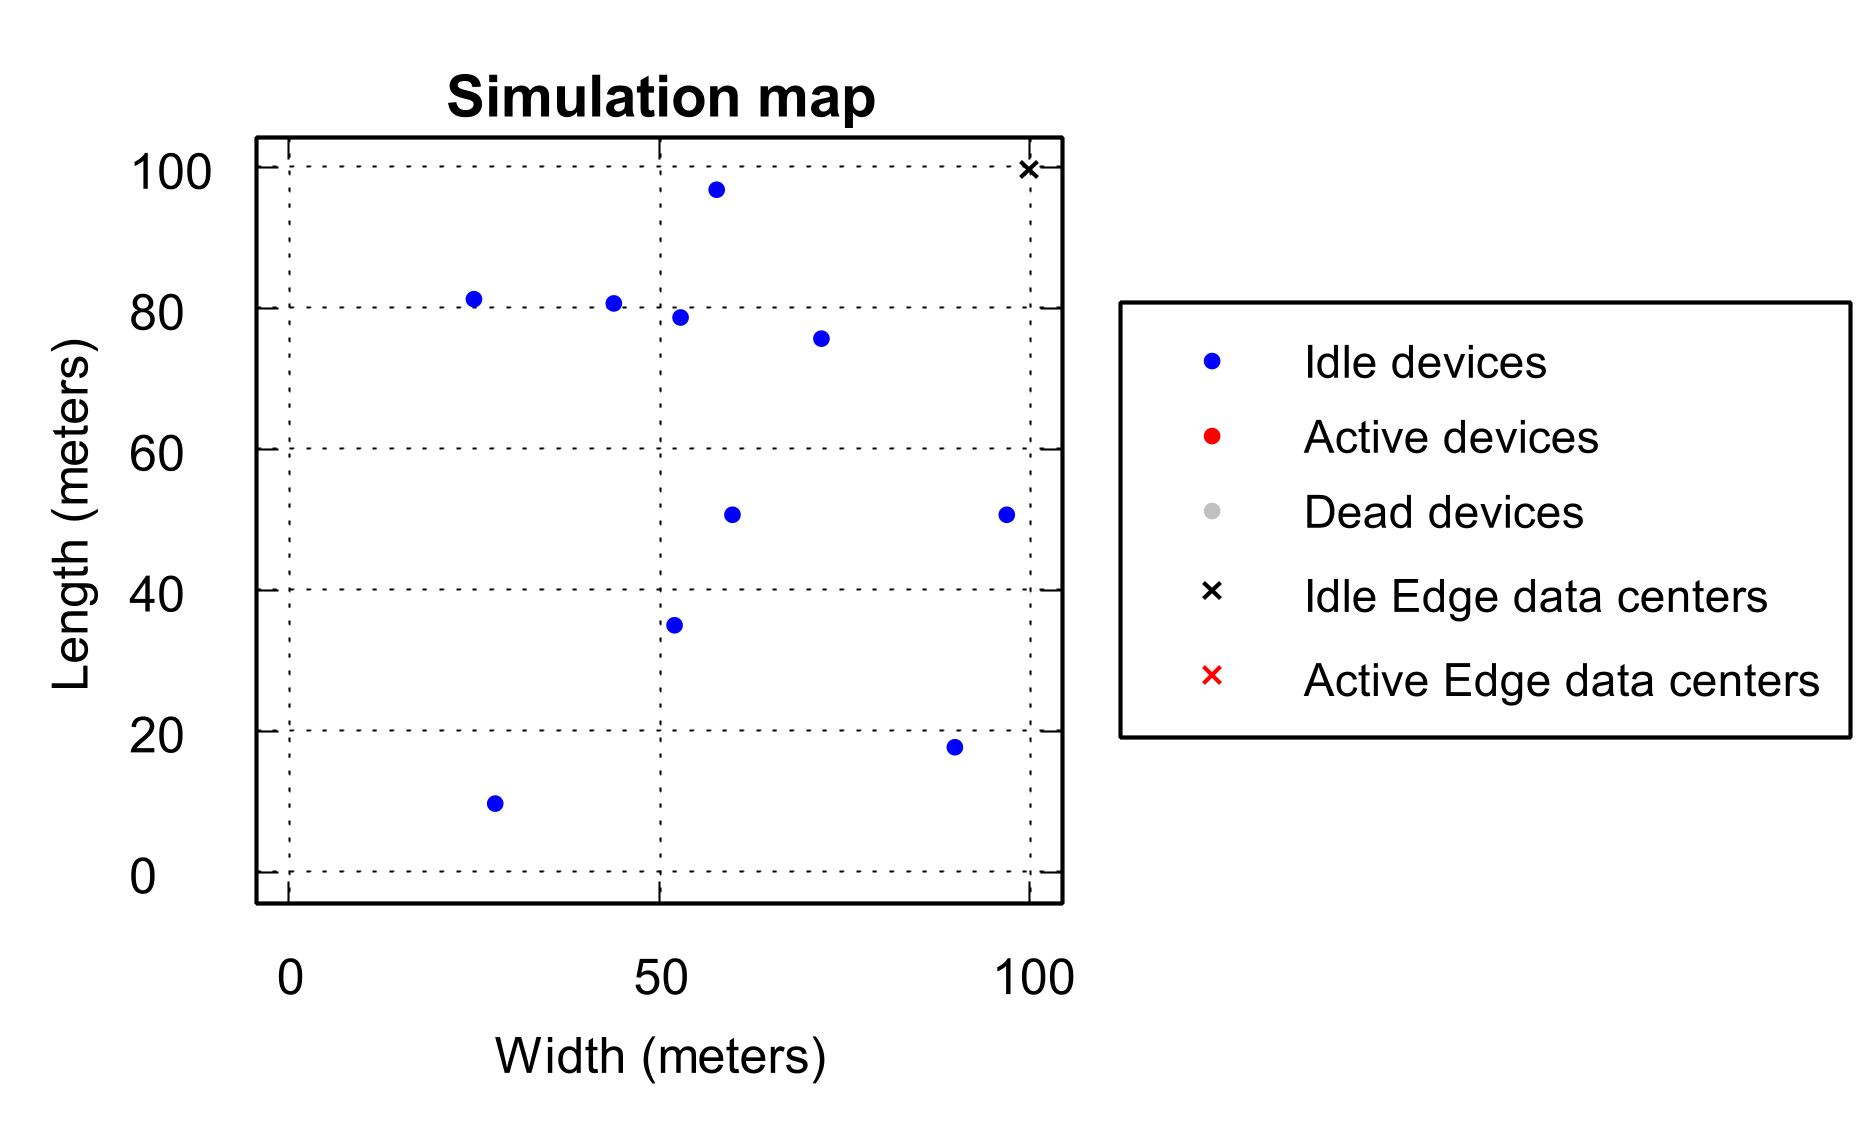 Simulation map
100
80
60
40
20
0
Length (meters)
0 50 100
Width (meters)
Idle devices
Active devices
Dead devices
Idle Edge data centers
Active Edge data centers